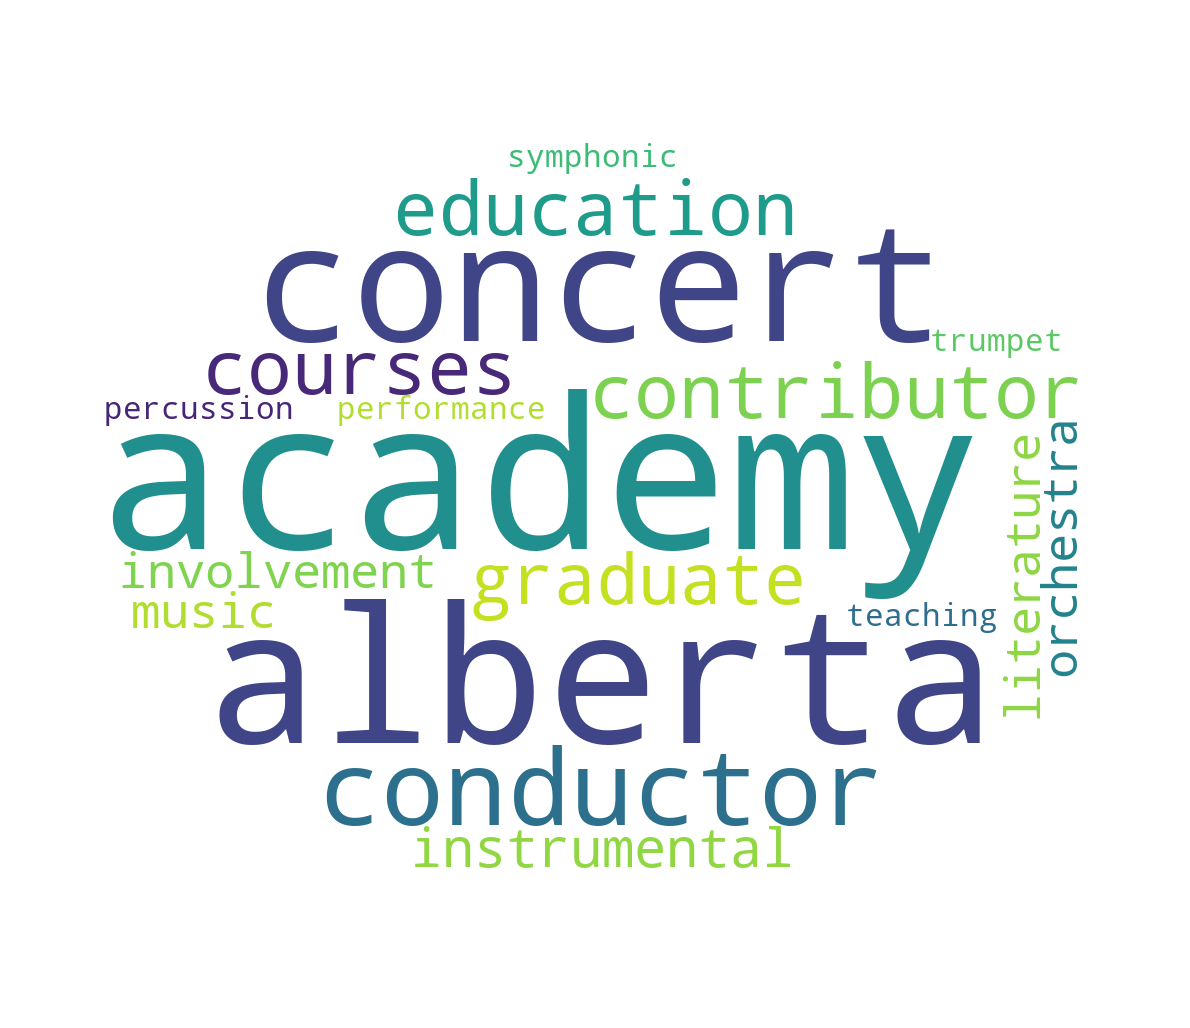 symphonic
education
concert
trumpet
courses
contributor
percussion
performance
academy
literature
orchestra
involvement
graduate
music
teaching
alberta
conductor
instrumental